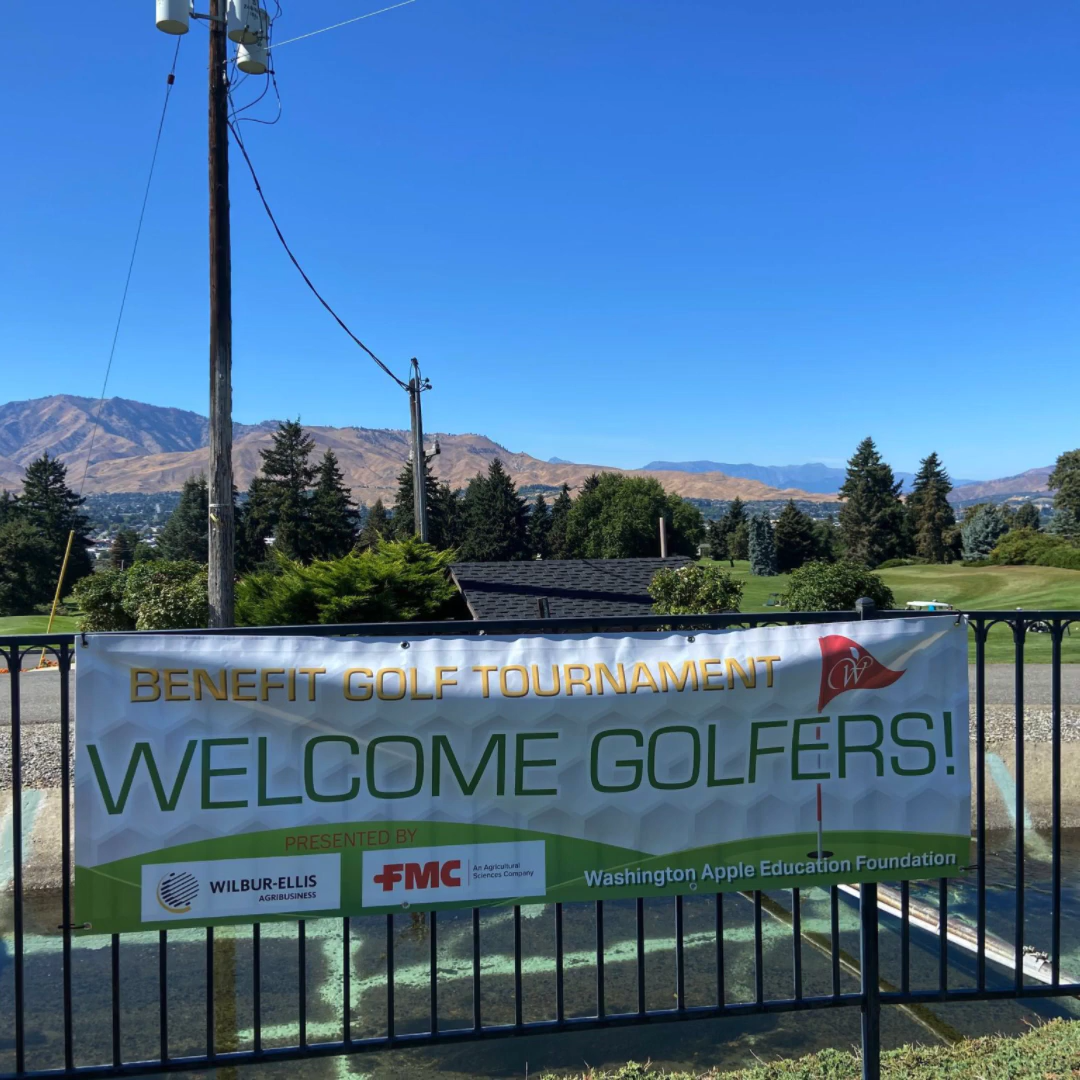 BENEFIT GOLF TOURNAMENT
W
WELCOME GOLFERS!
PRESENTED BY
WILBUR-ELLIS
AGRIBUSINESS
FMC
An Agricultural
Sciences Company
Washington Apple Education Foundation